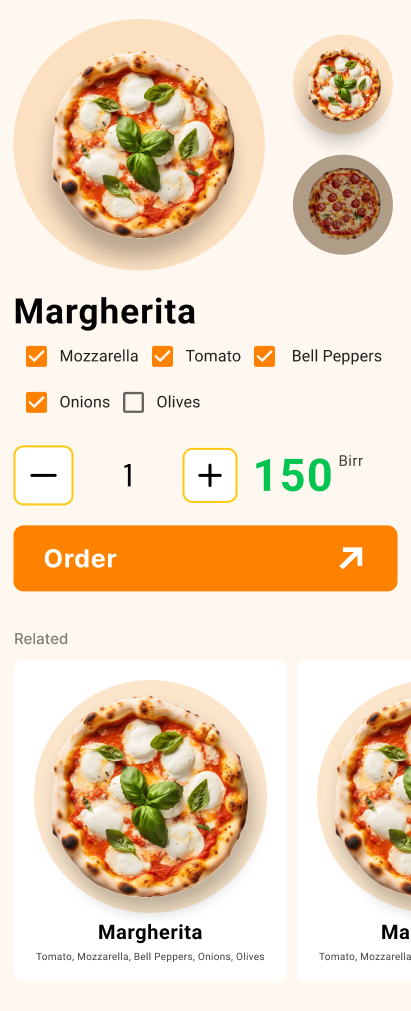 Margherita
Mozzarella Tomato Bell Peppers
Onions Olives
1 150 Birr
Order
Related
Margherita Ma
Tomato, Mozzarella, Bell Peppers, Onions, Olives Tomato, Mozzarella